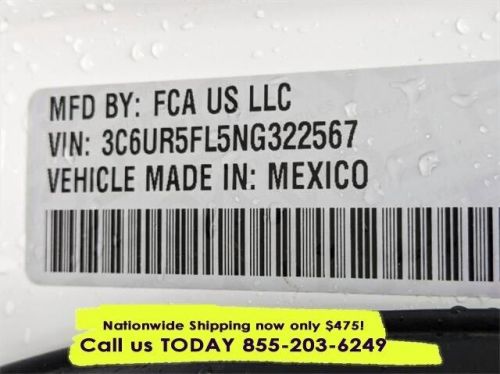 MFD BY: FCA US LLC
VIN: 3C6UR5FL5NG322567
VEHICLE MADE IN: MEXICO
Nationwide Shipping now only $475!
Call us TODAY 855-203-6249